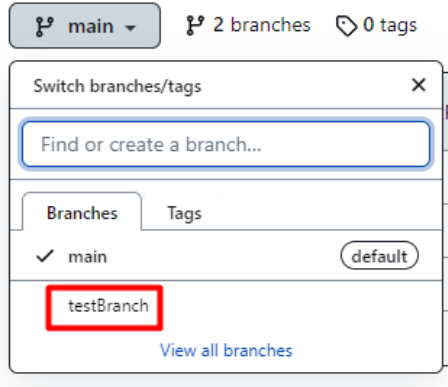 main 2 branches 0 tags
Switch branches/tags
Find or create a branch...
Branches Tags
main default
testBranch
View all branches